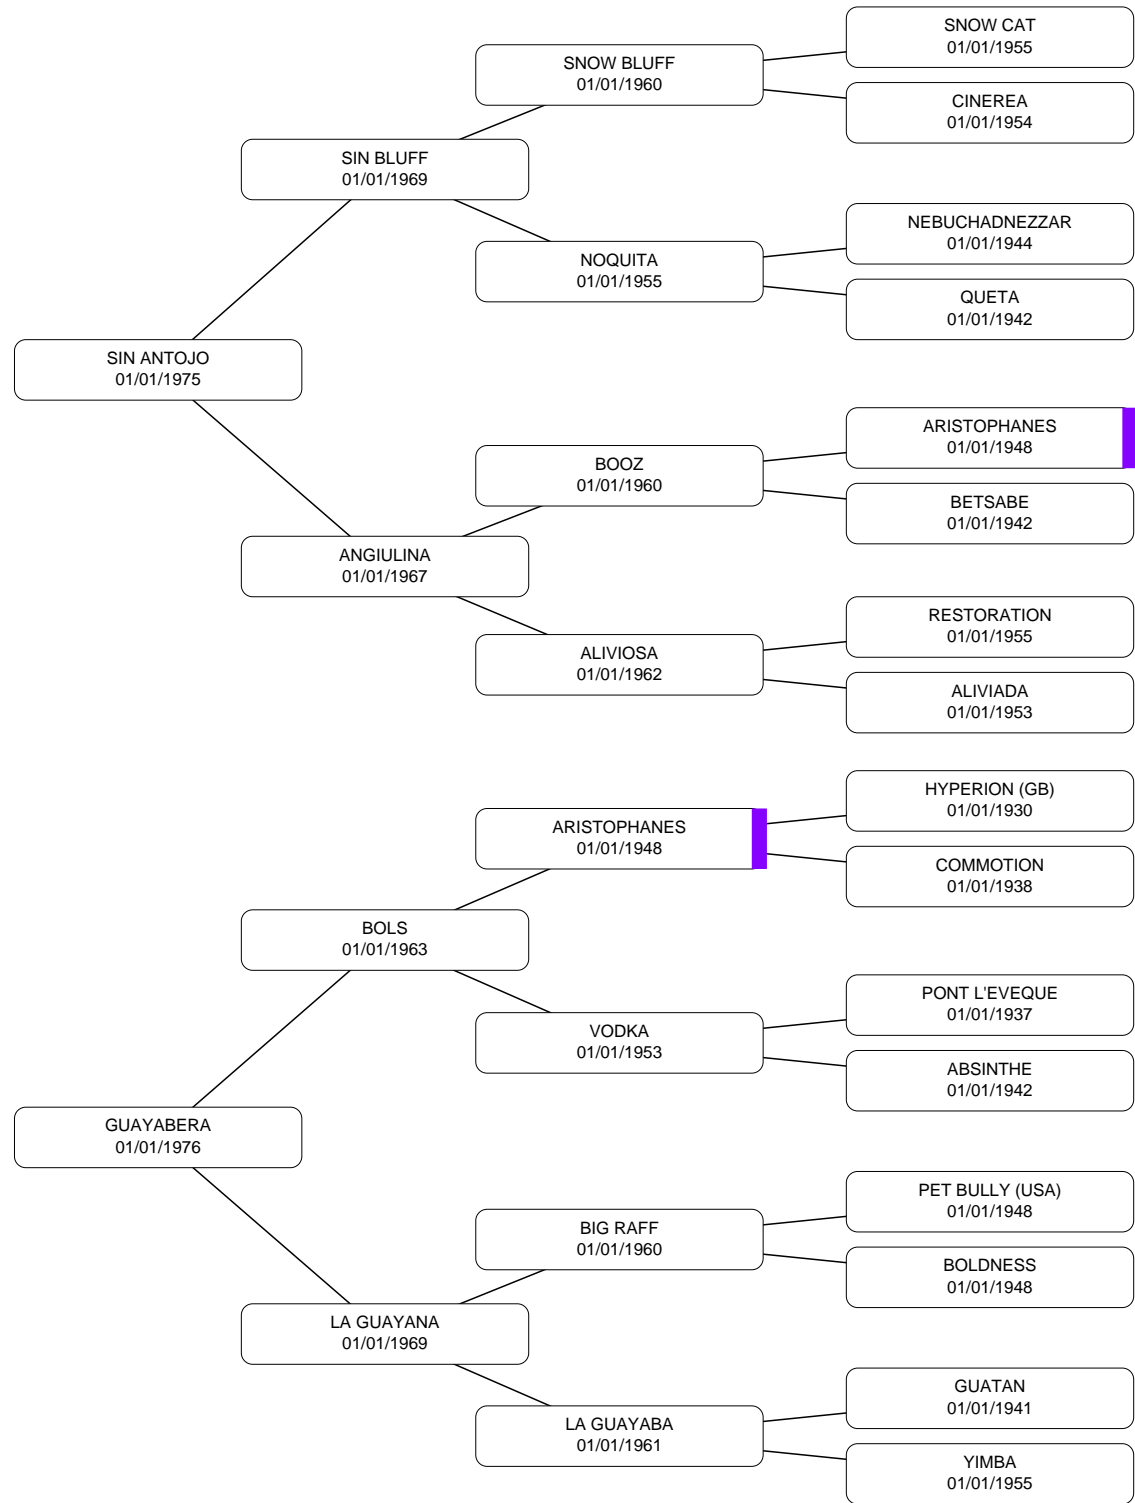 SNOW CAT
01/01/1955
SNOW BLUFF
01/01/1960
CINEREA
01/01/1954
SIN BLUFF
01/01/1969
NEBUCHADNEZZAR
01/01/1944
NOQUITA
01/01/1955
QUETA
01/01/1942
SIN ANTOJO
01/01/1975
ARISTOPHANES
01/01/1948
BOOZ
01/01/1960
BETSABE
01/01/1942
ANGIULINA
01/01/1967
RESTORATION
01/01/1955
ALIVIOSA
01/01/1962
ALIVIADA
01/01/1953
HYPERION (GB)
01/01/1930
ARISTOPHANES
01/01/1948
COMMOTION
01/01/1938
BOLS
01/01/1963
PONT L'EVEQUE
01/01/1937
VODKA
01/01/1953
ABSINTHE
01/01/1942
GUAYABERA
01/01/1976
PET BULLY (USA)
01/01/1948
BIG RAFF
01/01/1960
BOLDNESS
01/01/1948
LA GUAYANA
01/01/1969
GUATAN
01/01/1941
LA GUAYABA
01/01/1961
YIMBA
01/01/1955